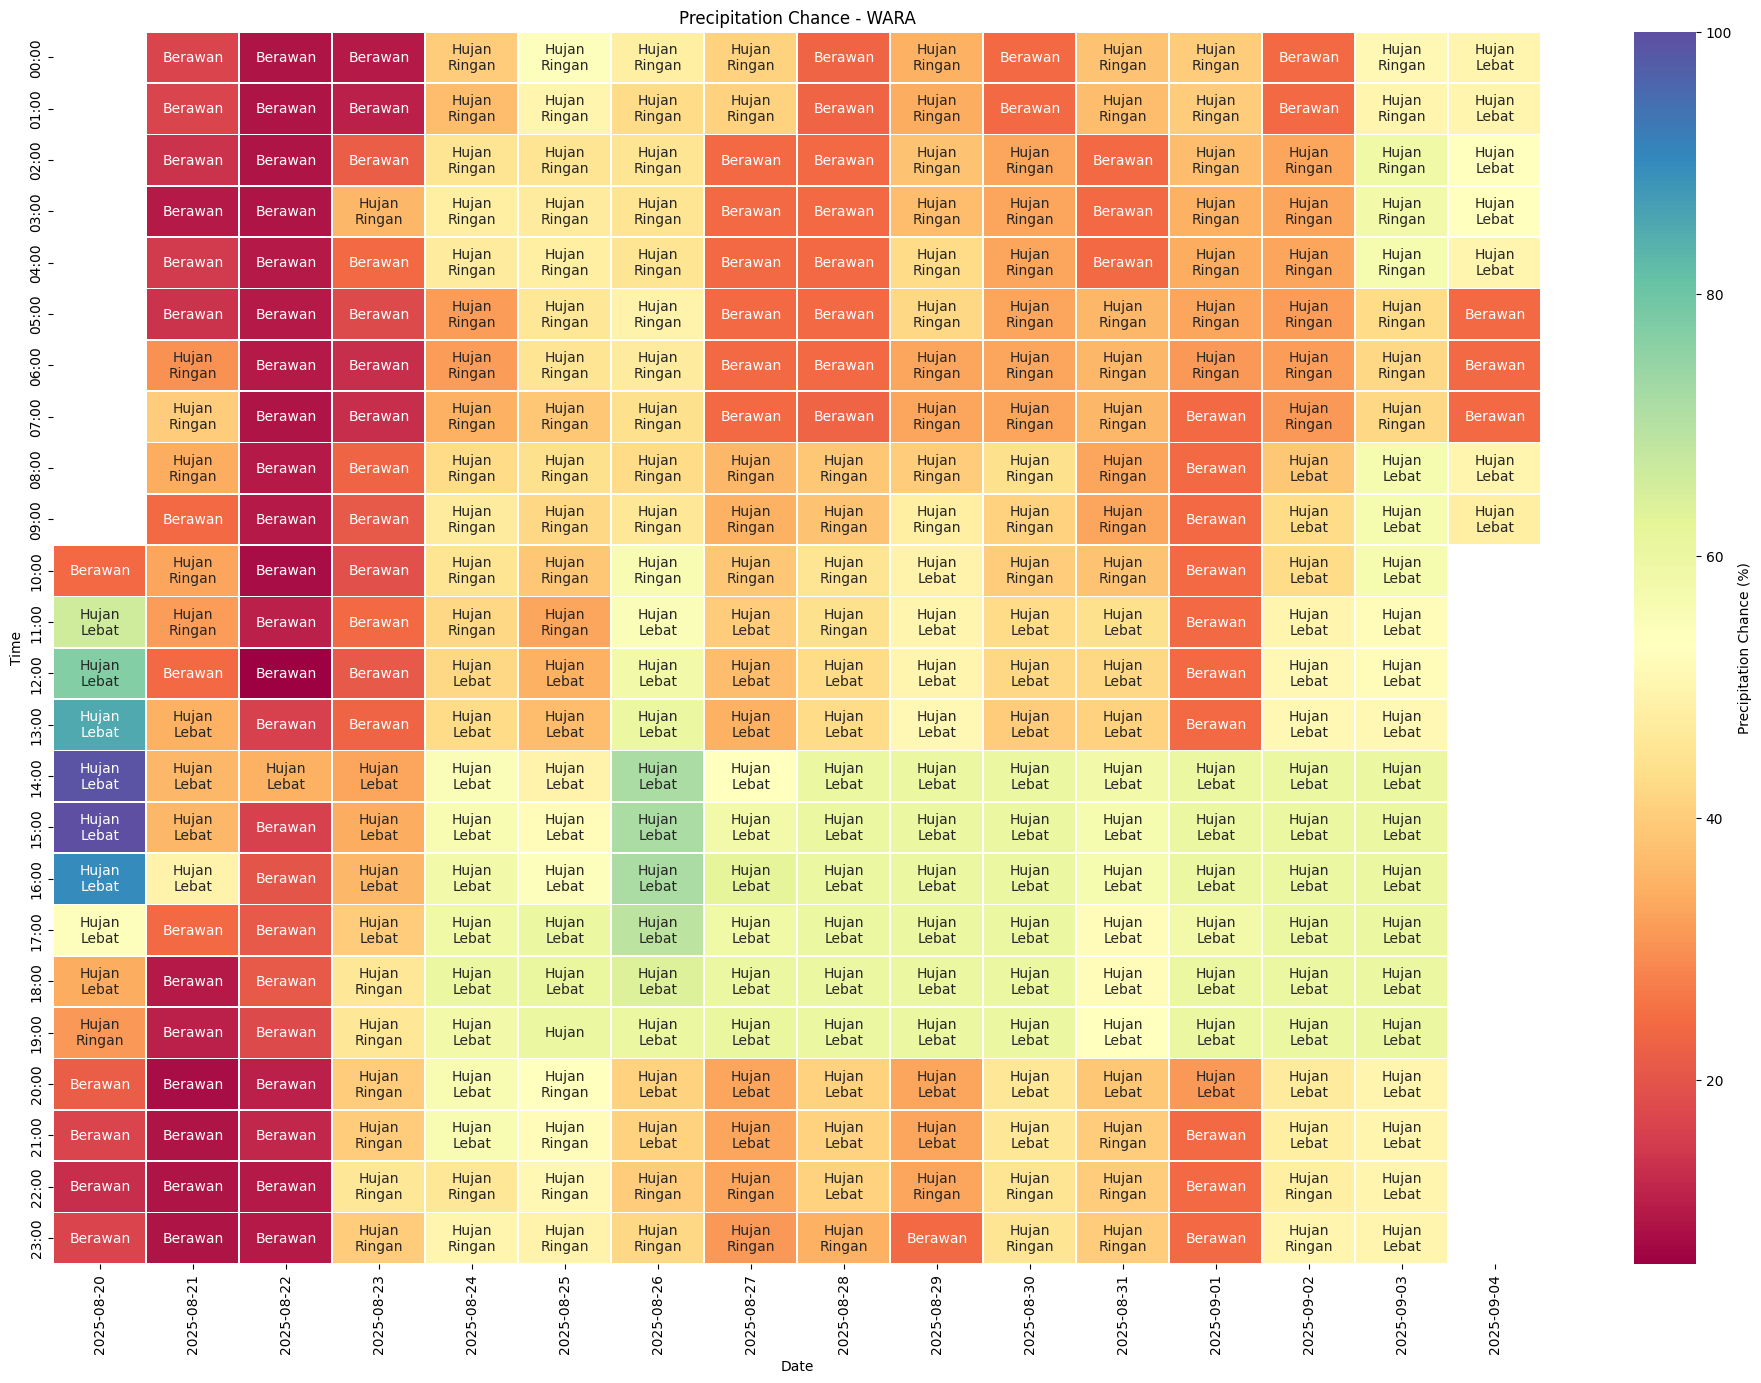 Precipitation Chance - WARA
00:00 Berawan Berawan Berawan Hujan Ringan Hujan Ringan Hujan Ringan Hujan Ringan Berawan Hujan Ringan Berawan Hujan Ringan Hujan Ringan Berawan Hujan Ringan Hujan Lebat
01:00 Berawan Berawan Berawan Hujan Ringan Hujan Ringan Hujan Ringan Hujan Ringan Berawan Hujan Ringan Berawan Hujan Ringan Hujan Ringan Berawan Hujan Ringan Hujan Lebat
02:00 Berawan Berawan Berawan Hujan Ringan Hujan Ringan Hujan Ringan Berawan Berawan Hujan Ringan Hujan Ringan Berawan Hujan Ringan Hujan Ringan Hujan Ringan Hujan Lebat
03:00 Berawan Berawan Hujan Ringan Hujan Ringan Hujan Ringan Hujan Ringan Berawan Berawan Hujan Ringan Hujan Ringan Berawan Hujan Ringan Hujan Ringan Hujan Ringan Hujan Lebat
04:00 Berawan Berawan Berawan Hujan Ringan Hujan Ringan Hujan Ringan Berawan Berawan Hujan Ringan Hujan Ringan Berawan Hujan Ringan Hujan Ringan Hujan Ringan Hujan Lebat
05:00 Berawan Berawan Berawan Hujan Ringan Hujan Ringan Hujan Ringan Berawan Berawan Hujan Ringan Hujan Ringan Hujan Ringan Hujan Ringan Hujan Ringan Hujan Ringan Berawan
06:00 Hujan Ringan Berawan Berawan Hujan Ringan Hujan Ringan Hujan Ringan Berawan Berawan Hujan Ringan Hujan Ringan Hujan Ringan Hujan Ringan Hujan Ringan Hujan Ringan Berawan
07:00 Hujan Ringan Berawan Berawan Hujan Ringan Hujan Ringan Hujan Ringan Berawan Berawan Hujan Ringan Hujan Ringan Hujan Ringan Berawan Hujan Ringan Hujan Ringan Berawan
08:00 Hujan Ringan Berawan Berawan Hujan Ringan Hujan Ringan Hujan Ringan Hujan Ringan Hujan Ringan Hujan Ringan Hujan Ringan Hujan Ringan Berawan Hujan Lebat Hujan Lebat Hujan Lebat
09:00 Berawan Berawan Berawan Hujan Ringan Hujan Ringan Hujan Ringan Hujan Ringan Hujan Ringan Hujan Ringan Hujan Ringan Hujan Ringan Berawan Hujan Lebat Hujan Lebat Hujan Lebat
10:00 Berawan Hujan Ringan Berawan Berawan Hujan Ringan Hujan Ringan Hujan Ringan Hujan Ringan Hujan Ringan Hujan Lebat Hujan Ringan Hujan Ringan Berawan Hujan Lebat Hujan Lebat
11:00 Hujan Lebat Hujan Ringan Berawan Berawan Hujan Ringan Hujan Ringan Hujan Lebat Hujan Lebat Hujan Ringan Hujan Lebat Hujan Lebat Hujan Lebat Berawan Hujan Lebat Hujan Lebat
12:00 Hujan Lebat Berawan Berawan Berawan Hujan Lebat Hujan Lebat Hujan Lebat Hujan Lebat Hujan Lebat Hujan Lebat Hujan Lebat Hujan Lebat Berawan Hujan Lebat Hujan Lebat
13:00 Hujan Lebat Hujan Lebat Berawan Berawan Hujan Lebat Hujan Lebat Hujan Lebat Hujan Lebat Hujan Lebat Hujan Lebat Hujan Lebat Hujan Lebat Berawan Hujan Lebat Hujan Lebat
14:00 Hujan Lebat Hujan Lebat Hujan Lebat Hujan Lebat Hujan Lebat Hujan Lebat Hujan Lebat Hujan Lebat Hujan Lebat Hujan Lebat Hujan Lebat Hujan Lebat Hujan Lebat Hujan Lebat Hujan Lebat
15:00 Hujan Lebat Hujan Lebat Berawan Hujan Lebat Hujan Lebat Hujan Lebat Hujan Lebat Hujan Lebat Hujan Lebat Hujan Lebat Hujan Lebat Hujan Lebat Hujan Lebat Hujan Lebat Hujan Lebat
16:00 Hujan Lebat Hujan Lebat Berawan Hujan Lebat Hujan Lebat Hujan Lebat Hujan Lebat Hujan Lebat Hujan Lebat Hujan Lebat Hujan Lebat Hujan Lebat Hujan Lebat Hujan Lebat Hujan Lebat
17:00 Hujan Lebat Berawan Berawan Hujan Lebat Hujan Lebat Hujan Lebat Hujan Lebat Hujan Lebat Hujan Lebat Hujan Lebat Hujan Lebat Hujan Lebat Hujan Lebat Hujan Lebat Hujan Lebat
18:00 Hujan Lebat Berawan Berawan Hujan Ringan Hujan Lebat Hujan Lebat Hujan Lebat Hujan Lebat Hujan Lebat Hujan Lebat Hujan Lebat Hujan Lebat Hujan Lebat Hujan Lebat Hujan Lebat
19:00 Hujan Ringan Berawan Berawan Hujan Ringan Hujan Lebat Hujan Hujan Lebat Hujan Lebat Hujan Lebat Hujan Lebat Hujan Lebat Hujan Lebat Hujan Lebat Hujan Lebat Hujan Lebat
20:00 Berawan Berawan Berawan Hujan Ringan Hujan Lebat Hujan Ringan Hujan Lebat Hujan Lebat Hujan Lebat Hujan Lebat Hujan Lebat Hujan Lebat Hujan Lebat Hujan Lebat Hujan Lebat
21:00 Berawan Berawan Berawan Hujan Ringan Hujan Lebat Hujan Ringan Hujan Lebat Hujan Lebat Hujan Lebat Hujan Lebat Hujan Lebat Hujan Ringan Berawan Hujan Lebat Hujan Lebat
22:00 Berawan Berawan Berawan Hujan Ringan Hujan Ringan Hujan Ringan Hujan Ringan Hujan Ringan Hujan Lebat Hujan Ringan Hujan Ringan Hujan Ringan Berawan Hujan Ringan Hujan Lebat
23:00 Berawan Berawan Berawan Hujan Ringan Hujan Ringan Hujan Ringan Hujan Ringan Hujan Ringan Hujan Ringan Berawan Hujan Ringan Hujan Ringan Berawan Hujan Ringan Hujan Lebat
Time
2025-08-20 2025-08-21 2025-08-22 2025-08-23 2025-08-24 2025-08-25 2025-08-26 2025-08-27 2025-08-28 2025-08-29 2025-08-30 2025-08-31 2025-09-01 2025-09-02 2025-09-03 2025-09-04
Date
100
80
60
40
20
Precipitation Chance (%)